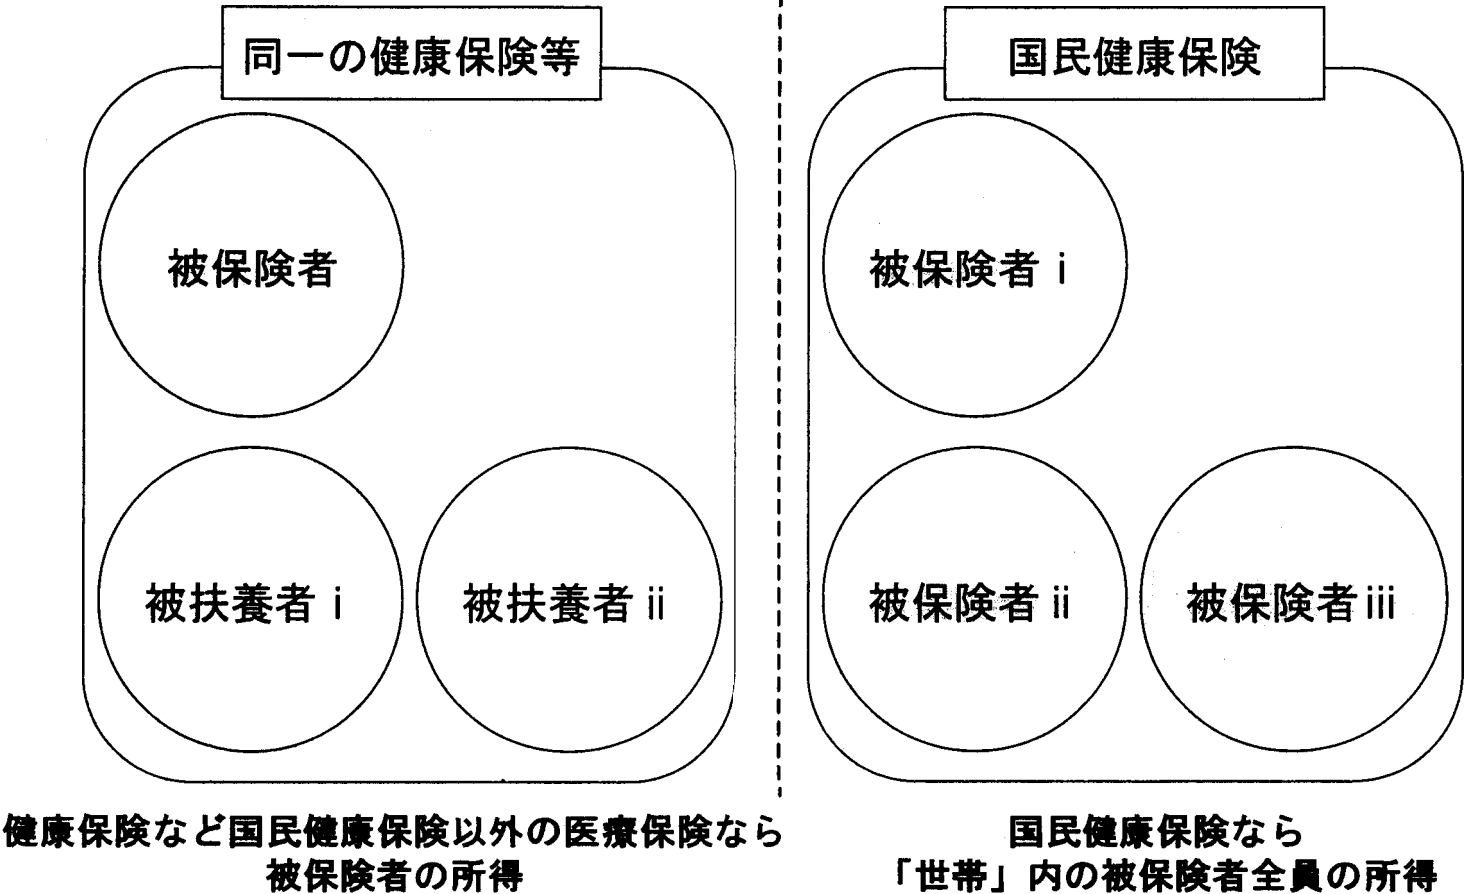 同一の健康保険等
被保険者
被扶養者 i
被扶養者 ii
健康保険など国民健康保険以外の医療保険なら
被保険者の所得
国民健康保険
被保険者 i
被保険者 ii
被保険者 iii
国民健康保険なら
「世帯」内の被保険者全員の所得